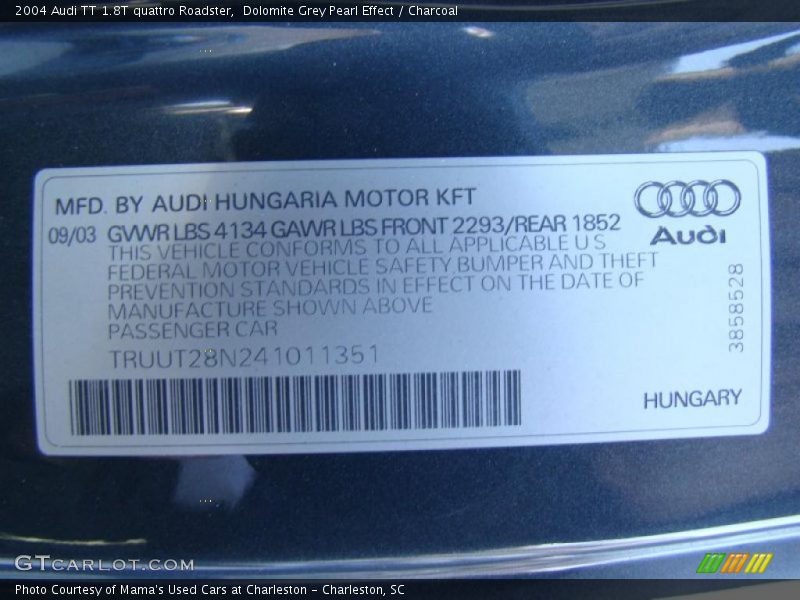 2004 Audi TT 1.8T quattro Roadster,  Dolomite Grey Pearl Effect / Charcoal
MFD. BY AUDI HUNGARIA MOTOR KFT
09/03 GVWR LBS 4134 GAWR LBS FRONT 2293/REAR 1852
THIS VEHICLE CONFORMS TO ALL APPLICABLE U S
FEDERAL MOTOR VEHICLE SAFETY,BUMPER AND THEFT
PREVENTION STANDARDS IN EFFECT ON THE DATE OF
MANUFACTURE SHOWN ABOVE
PASSENGER CAR
TRUUT28N241011351
Audi
3858528
HUNGARY
GTCARLOT.COM
Photo Courtesy of Mama's Used Cars at Charleston - Charleston, SC